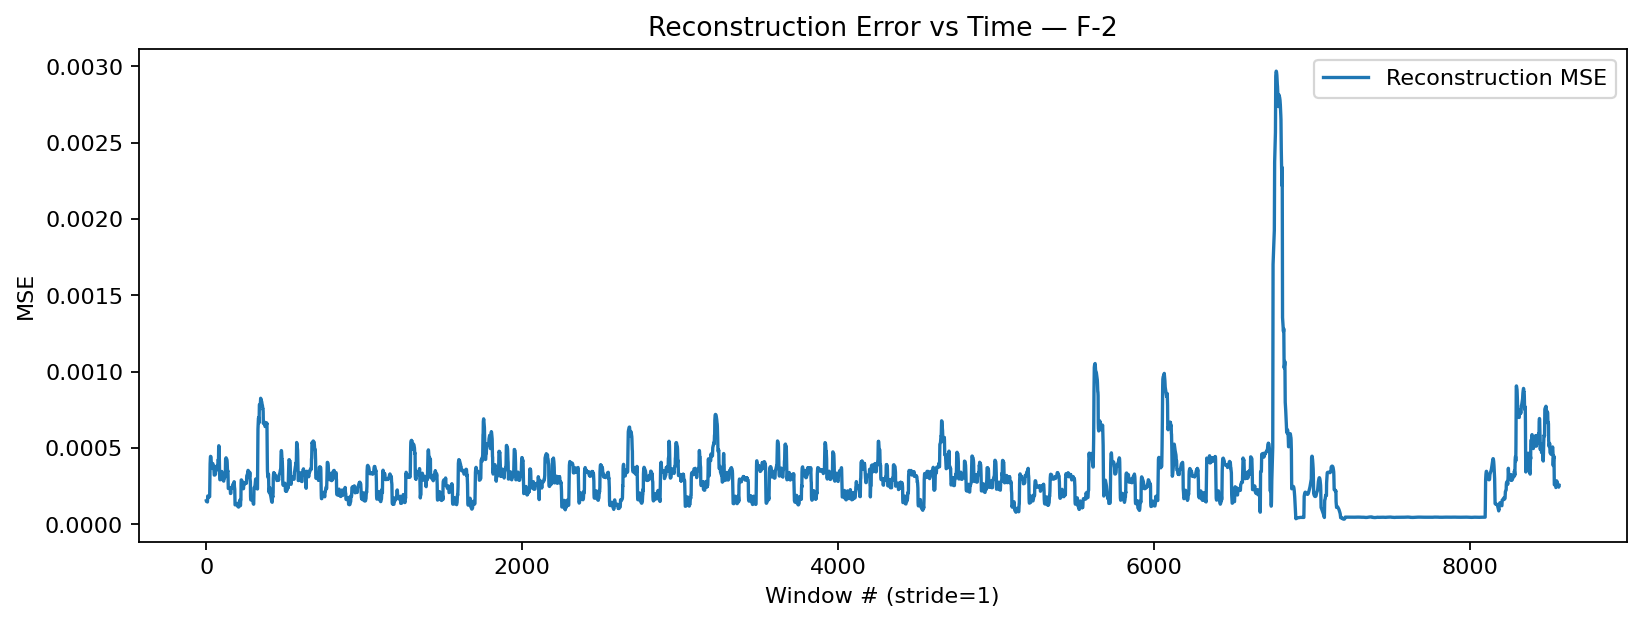 Reconstruction Error vs Time — F-2
Reconstruction MSE
MSE
0.0030
0.0025
0.0020
0.0015
0.0010
0.0005
0.0000
0 2000 4000 6000 8000
Window # (stride=1)